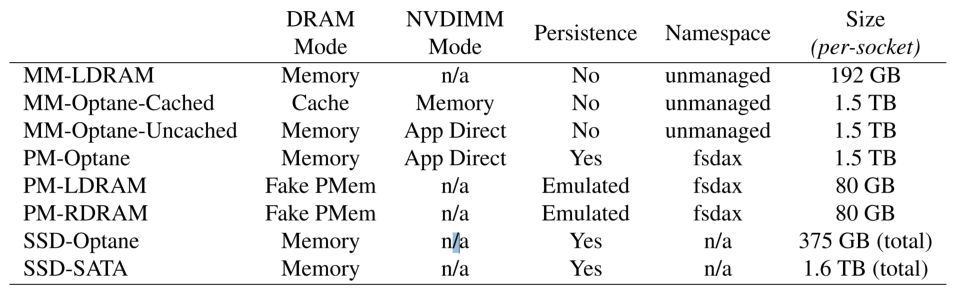 DRAM Mode NVDIMM Mode Persistence Namespace Size (per-socket)
MM-LDRAM Memory n/a No unmanaged 192 GB
MM-Optane-Cached Cache Memory No unmanaged 1.5 TB
MM-Optane-Uncached Memory App Direct No unmanaged 1.5 TB
PM-Optane Memory App Direct Yes fsdax 1.5 TB
PM-LDRAM Fake PMem n/a Emulated fsdax 80 GB
PM-RDRAM Fake PMem n/a Emulated fsdax 80 GB
SSD-Optane Memory n/a Yes n/a 375 GB (total)
SSD-SATA Memory n/a Yes n/a 1.6 TB (total)